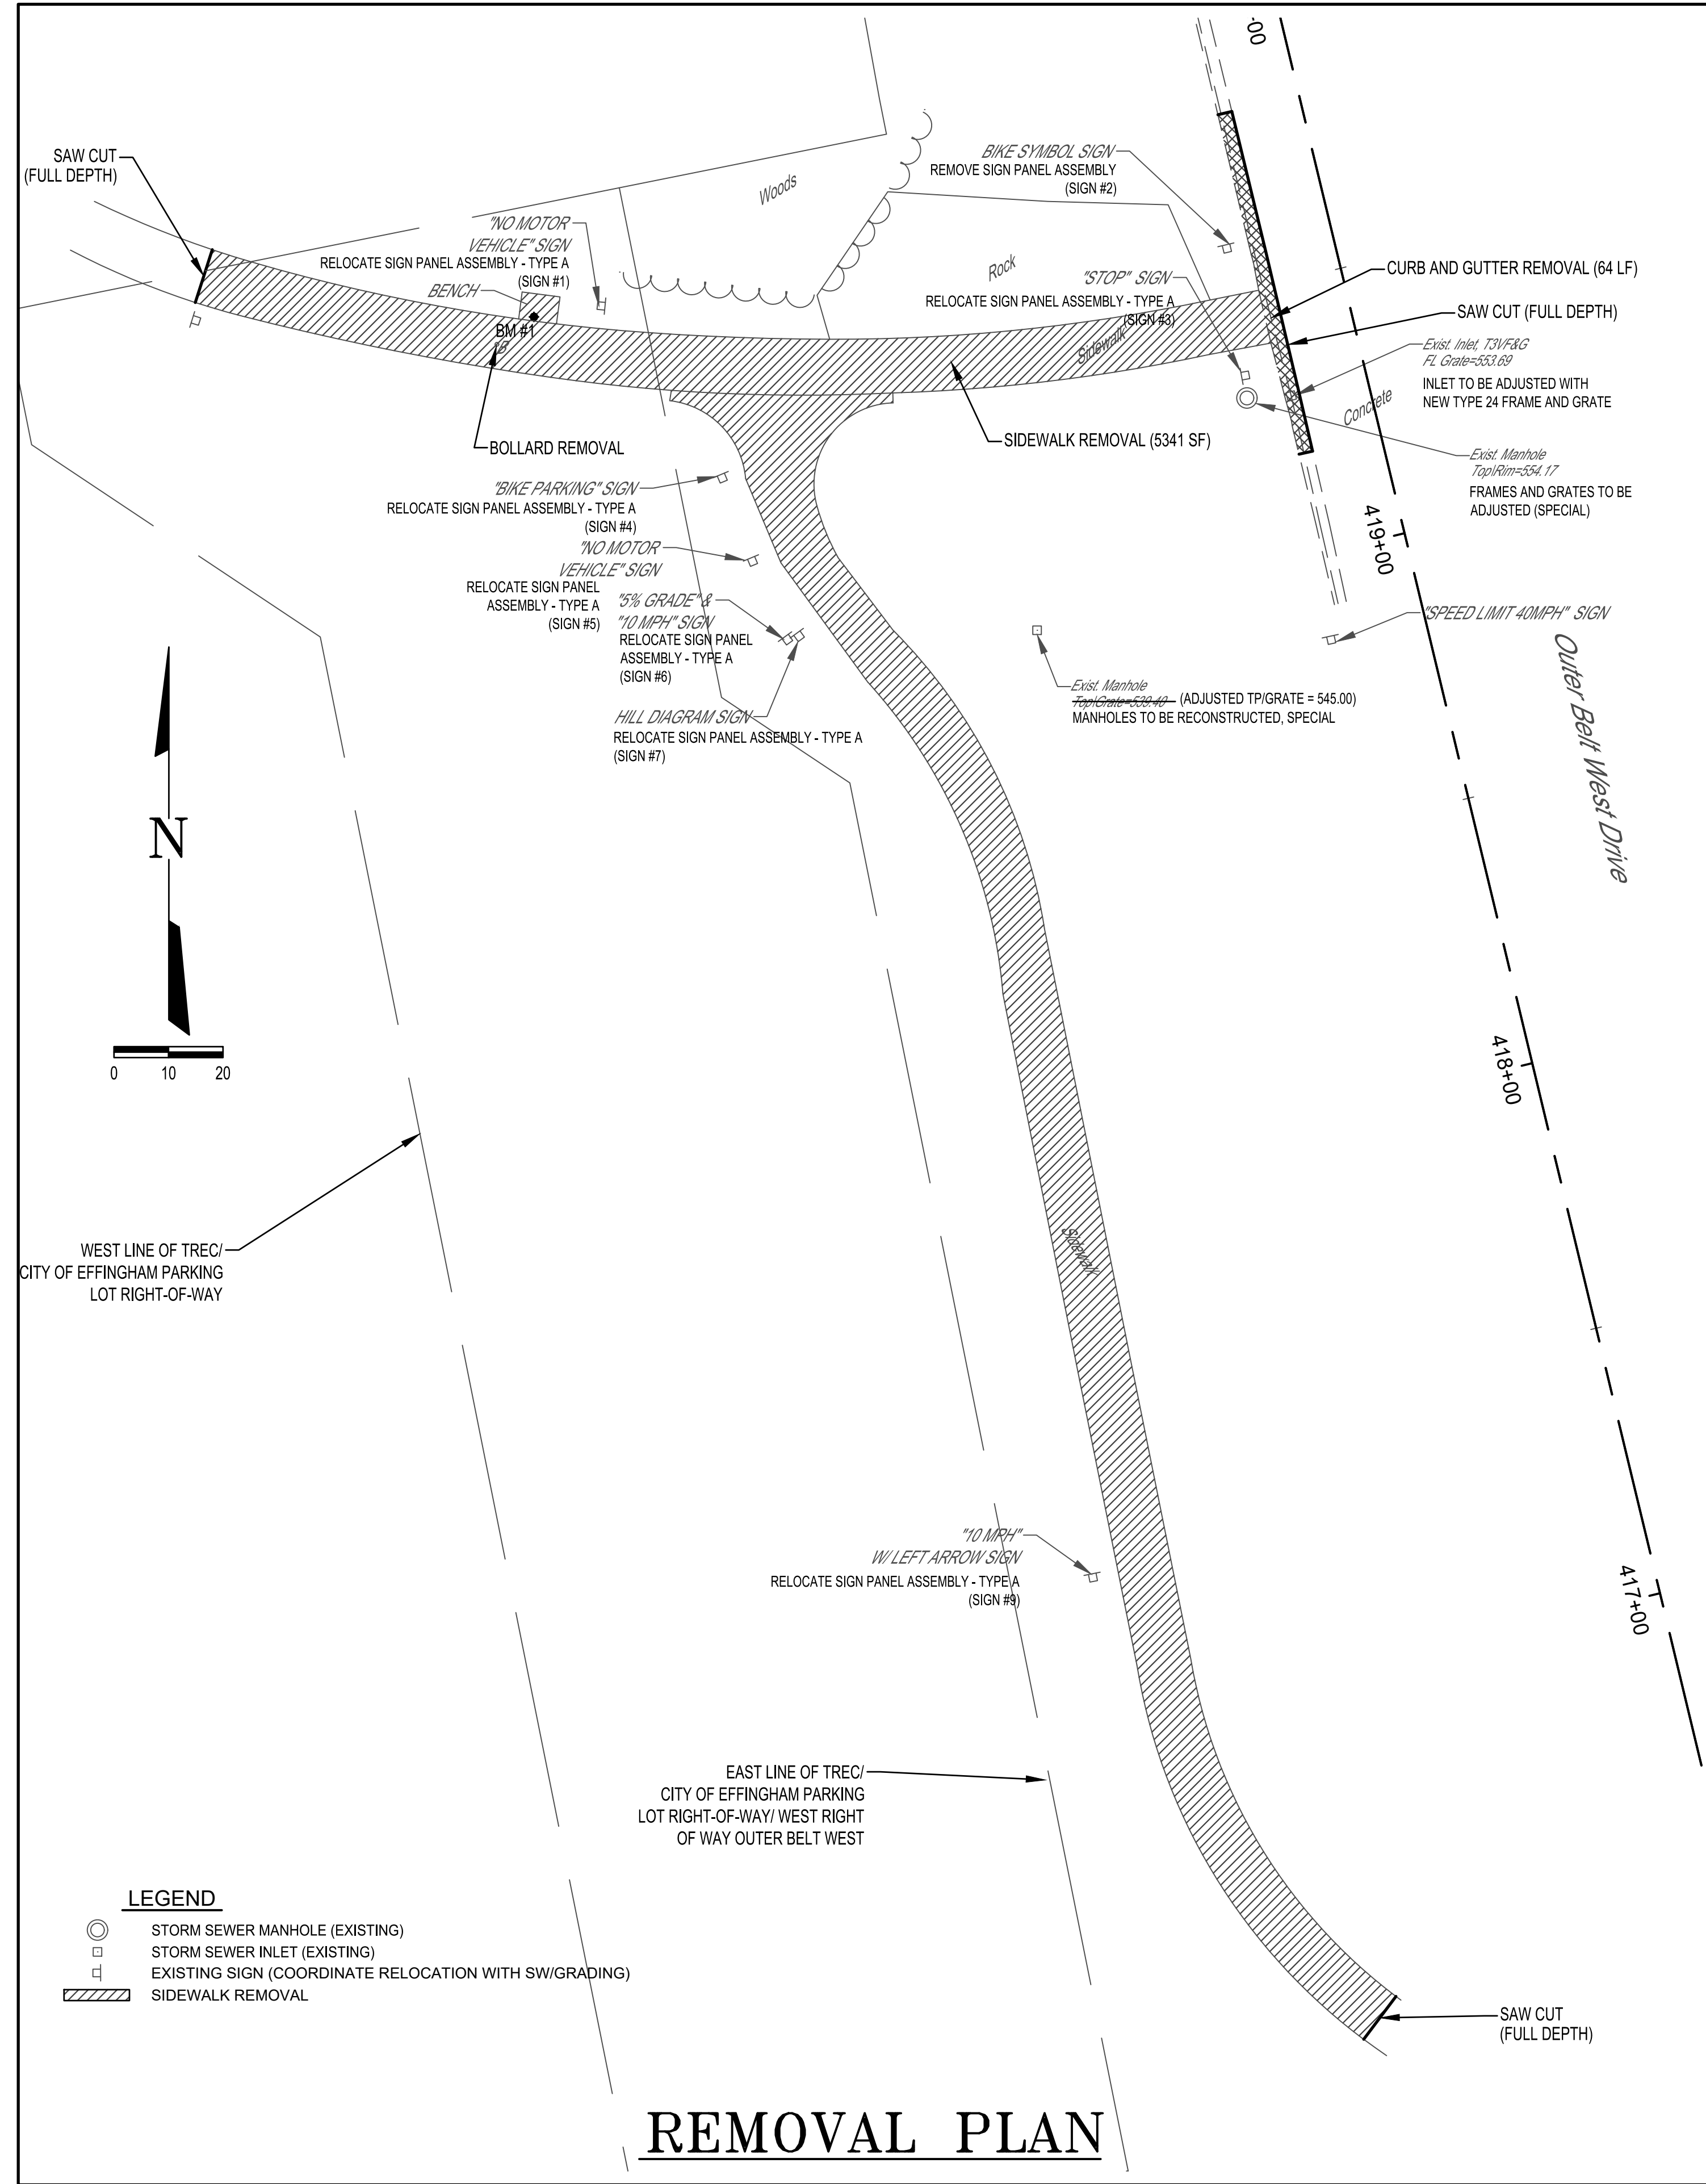 -00
SAW CUT
(FULL DEPTH)
Woods
BIKE SYMBOL SIGN
REMOVE SIGN PANEL ASSEMBLY
(SIGN #2)
"NO MOTOR
VEHICLE" SIGN
RELOCATE SIGN PANEL ASSEMBLY - TYPE A
(SIGN #1)
BENCH
BM #1
Rock
"STOP" SIGN
RELOCATE SIGN PANEL ASSEMBLY - TYPE A
(SIGN #3)
Sidewalk
CURB AND GUTTER REMOVAL (64 LF)
SAW CUT (FULL DEPTH)
Exist. Inlet, T3VF&G
FL Grate=553.69
INLET TO BE ADJUSTED WITH
NEW TYPE 24 FRAME AND GRATE
Concrete
BOLLARD REMOVAL
SIDEWALK REMOVAL (5341 SF)
Exist. Manhole
Top\Rim=554.17
FRAMES AND GRATES TO BE
ADJUSTED (SPECIAL)
"BIKE PARKING" SIGN
RELOCATE SIGN PANEL ASSEMBLY - TYPE A
(SIGN #4)
"NO MOTOR
VEHICLE" SIGN
RELOCATE SIGN PANEL
ASSEMBLY - TYPE A
(SIGN #5)
"5% GRADE" &
"10 MPH" SIGN
RELOCATE SIGN PANEL
ASSEMBLY - TYPE A
(SIGN #6)
419+00
"SPEED LIMIT 40MPH" SIGN
Outer Belt West Drive
Exist. Manhole
Top\Grate=539.40 (ADJUSTED TP/GRATE = 545.00)
MANHOLES TO BE RECONSTRUCTED, SPECIAL
HILL DIAGRAM SIGN
RELOCATE SIGN PANEL ASSEMBLY - TYPE A
(SIGN #7)
N
0 10 20
418+00
WEST LINE OF TREC/
CITY OF EFFINGHAM PARKING
LOT RIGHT-OF-WAY
Sidewalk
"10 MPH"
W/ LEFT ARROW SIGN
RELOCATE SIGN PANEL ASSEMBLY - TYPE A
(SIGN #9)
417+00
EAST LINE OF TREC/
CITY OF EFFINGHAM PARKING
LOT RIGHT-OF-WAY/ WEST RIGHT
OF WAY OUTER BELT WEST
LEGEND
STORM SEWER MANHOLE (EXISTING)
STORM SEWER INLET (EXISTING)
EXISTING SIGN (COORDINATE RELOCATION WITH SW/GRADING)
SIDEWALK REMOVAL
SAW CUT
(FULL DEPTH)
REMOVAL PLAN